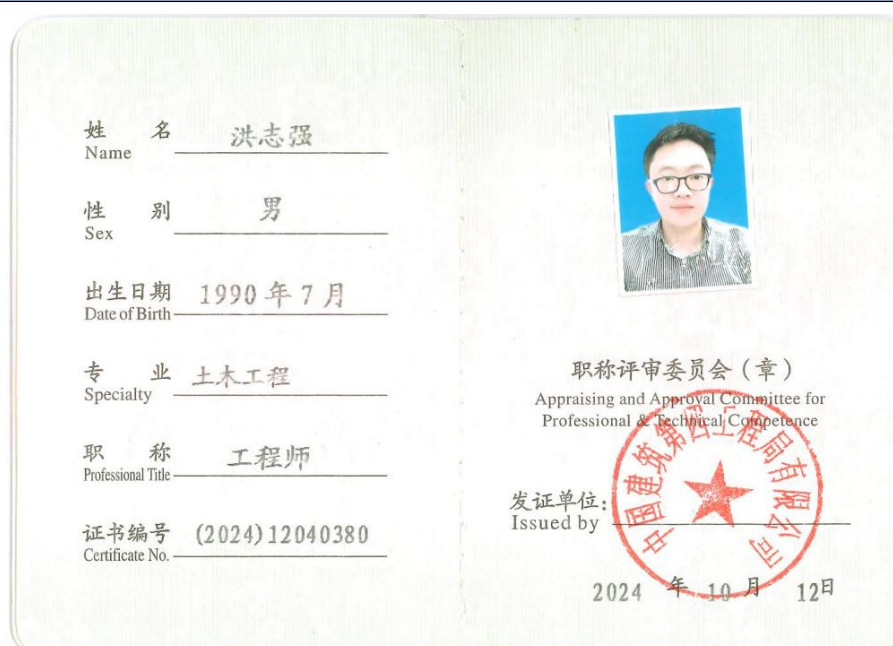 姓 名 洪志强
Name
性 别 男
Sex
出生日期 1990 年 7 月
Date of Birth
专 业 土木工程
Specialty
职 称 工程师
Professional Title
证书编号 (2024)12040380
Certificate No.
职称评审委员会（章）
Appraising and Approval Committee for
Professional & Technical Competence
中国建筑第四工程局有限公司
发证单位：
Issued by
2024 年 10 月 12日